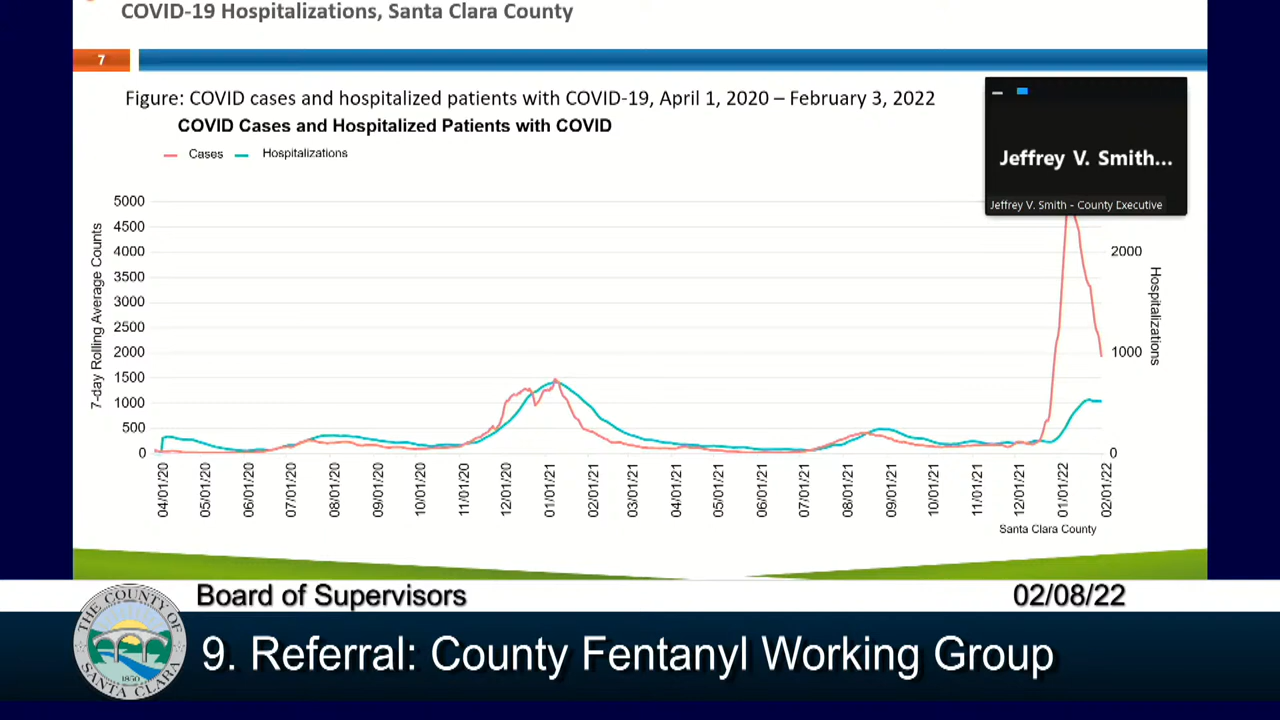 COVID-19 Hospitalizations, Santa Clara County
7
Figure: COVID cases and hospitalized patients with COVID-19, April 1, 2020 – February 3, 2022
COVID Cases and Hospitalized Patients with COVID
Cases
Hospitalizations
Jeffrey V. Smith...
Jeffrey V. Smith - County Executive
7-day Rolling Average Counts
5000
4500
4000
3500
3000
2500
2000
1500
1000
500
0
2000
1000
0
Hospitalizations
04/01/20
05/01/20
06/01/20
07/01/20
08/01/20
09/01/20
10/01/20
11/01/20
12/01/20
01/01/21
02/01/21
03/01/21
04/01/21
05/01/21
06/01/21
07/01/21
08/01/21
09/01/21
10/01/21
11/01/21
12/01/21
01/01/22
02/01/22
Santa Clara County
Board of Supervisors
02/08/22
THE COUNTY OF
SANTA CLARA
1850
9. Referral: County Fentanyl Working Group